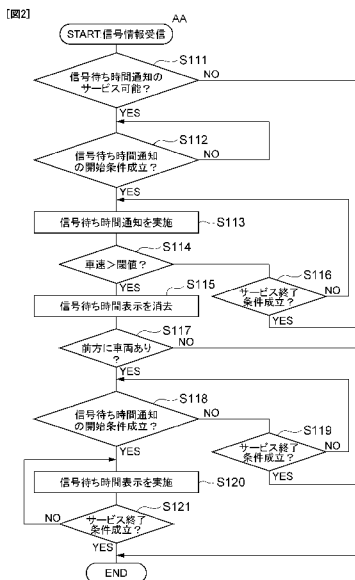 [図2]
AA
START:信号情報受信
S111
信号待ち時間通知の
サービス可能?
NO
YES
S112
信号待ち時間通知
の開始条件成立?
NO
YES
信号待ち時間通知を実施
S113
S114
車速>閾値?
YES
S116
サービス終了
条件成立?
NO
YES
S115
信号待ち時間表示を消去
S117
前方に車両あり
?
NO
YES
S118
信号待ち時間通知
の開始条件成立?
NO
YES
S119
サービス終了
条件成立?
NO
YES
信号待ち時間表示を実施
S120
S121
サービス終了
条件成立?
NO
YES
END